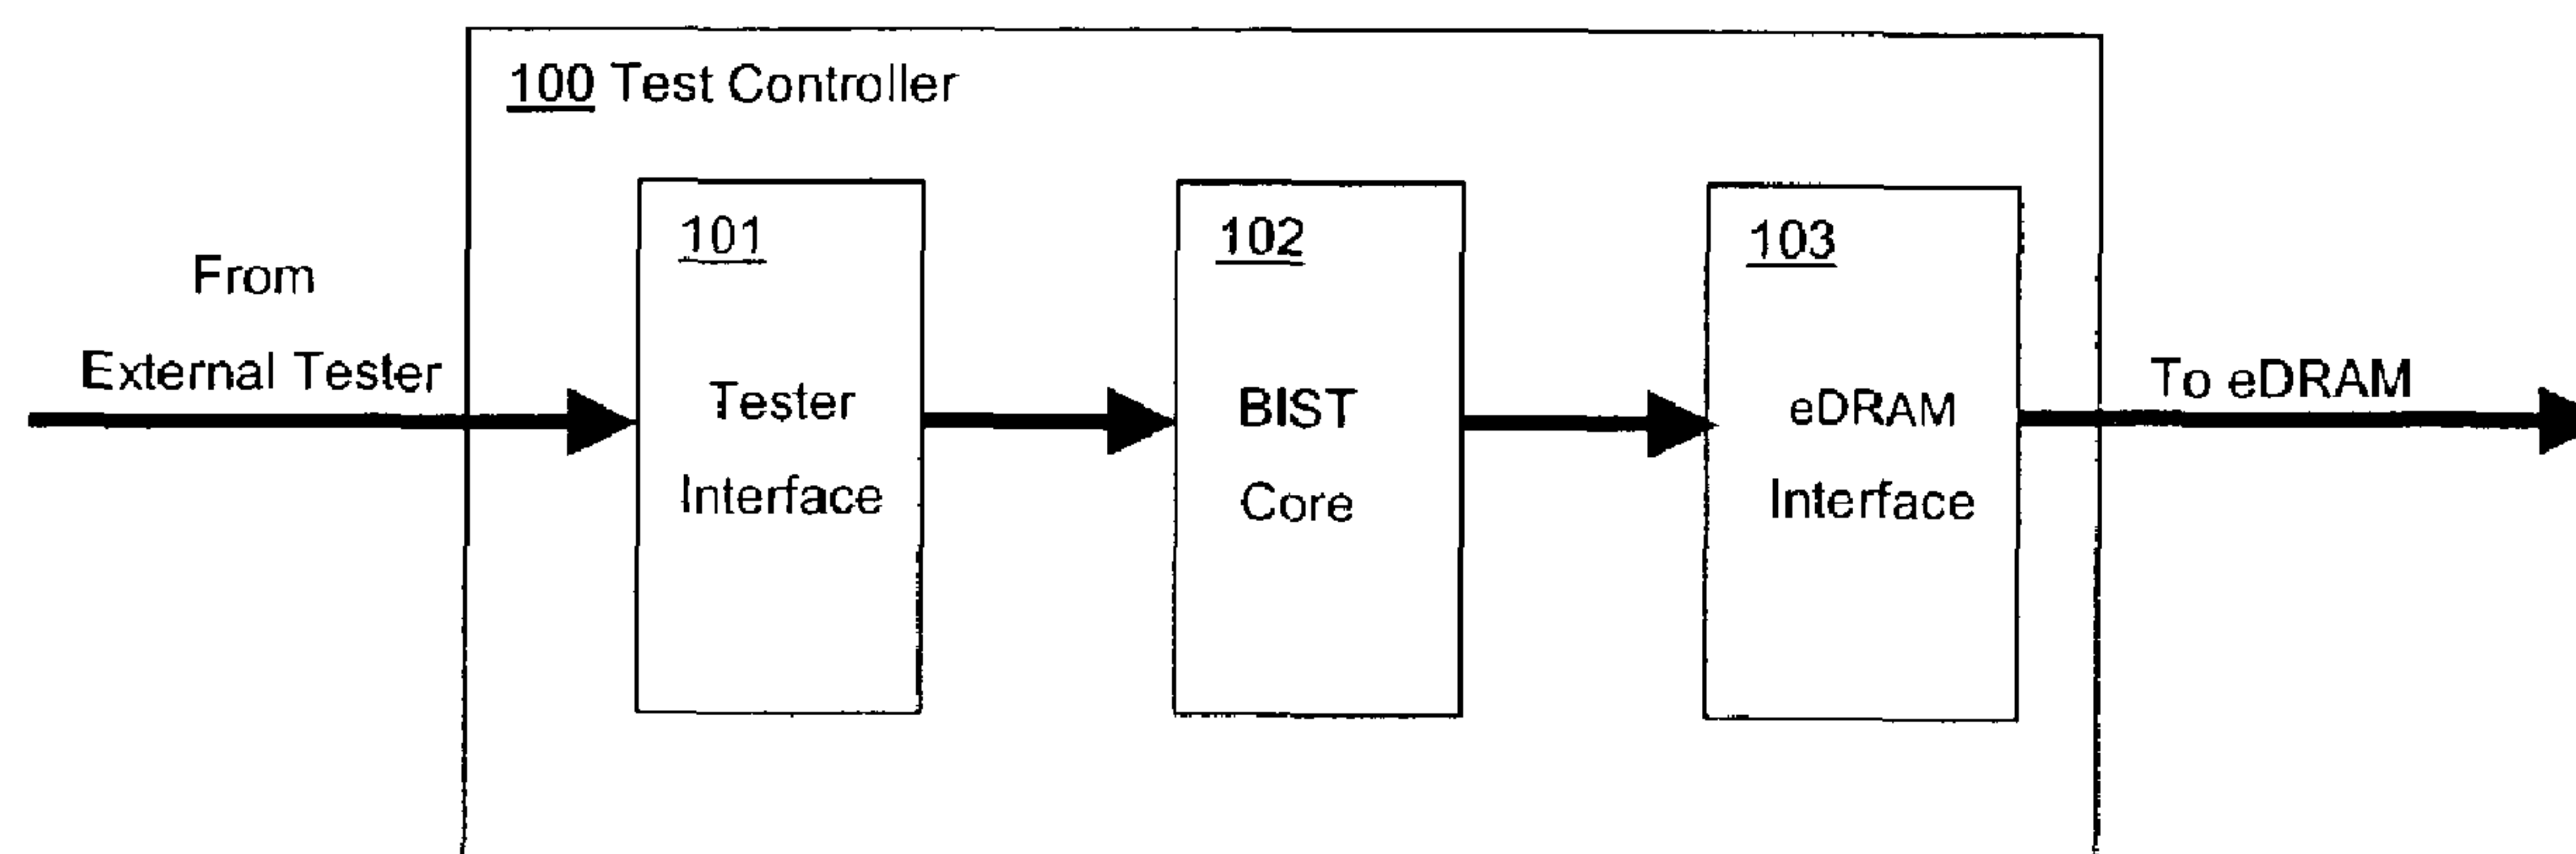 100 Test Controller
From
External Tester
101
Tester
Interface
102
BIST
Core
103
eDRAM
Interface
To eDRAM